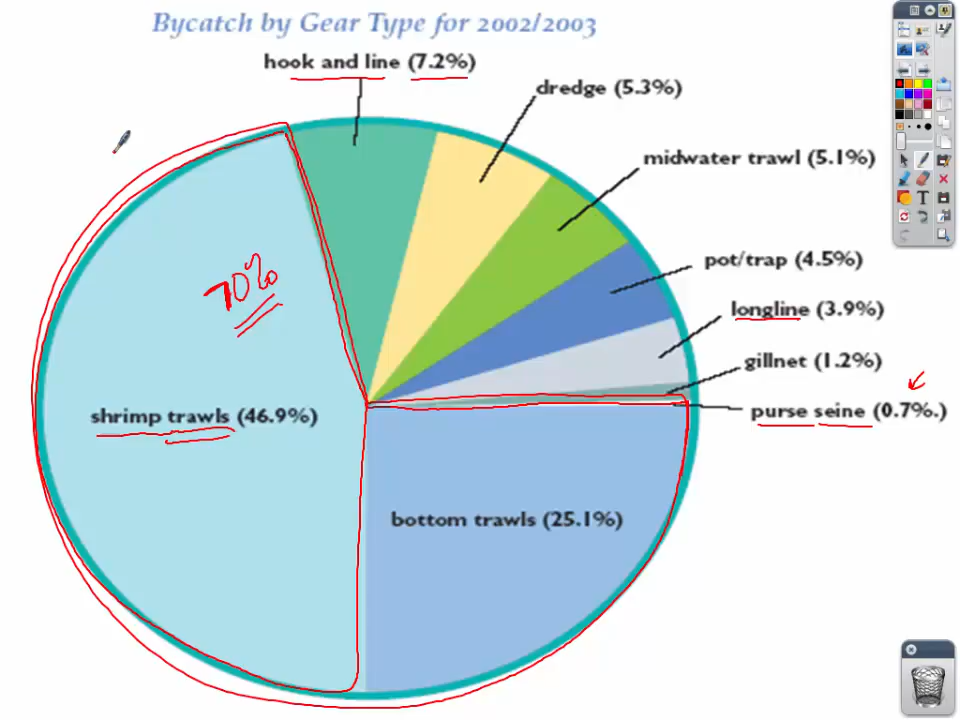 Bycatch by Gear Type for 2002/2003
hook and line (7.2%)
dredge (5.3%)
midwater trawl (5.1%)
pot/trap (4.5%)
longline (3.9%)
gillnet (1.2%)
purse seine (0.7%.)
70%
shrimp trawls (46.9%)
bottom trawls (25.1%)
T